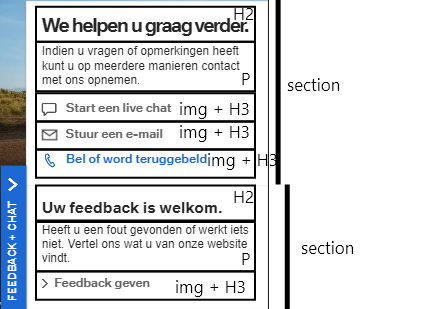 We helpen u graag verder. H2
Indien u vragen of opmerkingen heeft
kunt u op meerdere manieren contact
met ons opnemen. P
Start een live chat img + H3
Stuur een e-mail img + H3
Bel of word teruggebeld img + H3
section
Uw feedback is welkom. H2
Heeft u een fout gevonden of werkt iets
niet. Vertel ons wat u van onze website
vindt. P
Feedback geven img + H3
section
FEEDBACK + CHAT